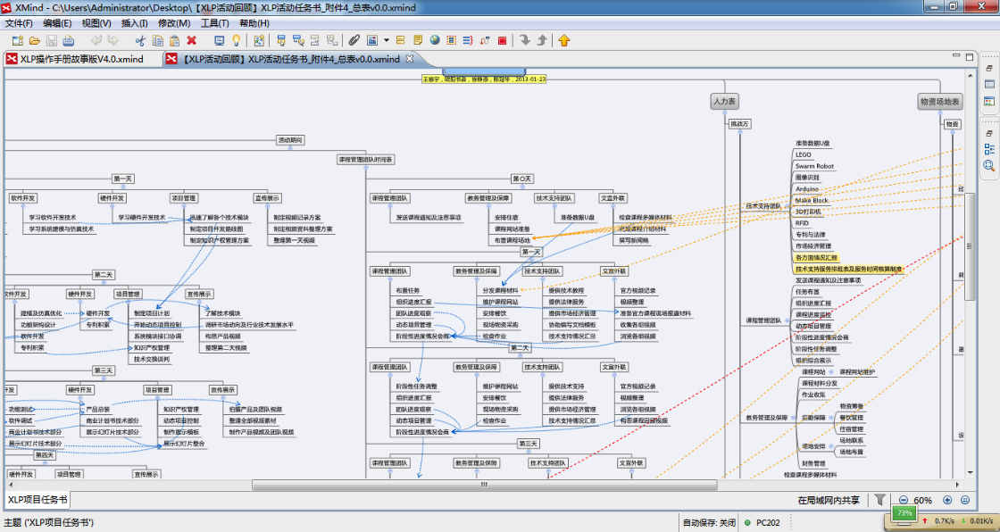 XMind - C:\Users\Administrator\Desktop\【XLP活动回顾】XLP活动任务书_附件4_总表v0.0.xmind
文件(F) 编辑(E) 视图(V) 插入(I) 修改(M) 工具(T) 帮助(H)
XLP操作手册故事版V4.0.xmind
【XLP活动回顾】XLP活动任务书_附件4_总表v0.0.xmind
2013-01-23
活动期间
课程管理团队时间表
第一天
软件开发
学习软件开发技术
学习系统建模与仿真技术
硬件开发
学习硬件开发技术
项目管理
迅速了解各个技术模块
制定项目开发路线图
制定知识产权管理方案
宣传展示
制定视频记录方案
制定视频资料整理方案
整理第一天视频
第二天
软件开发
建模及仿真优化
功能架构设计
软件开发
专利积累
硬件开发
硬件开发
专利积累
项目管理
制定项目计划
开始动态项目控制
系统模块接口协调
知识产权管理
技术交换谈判
宣传展示
了解技术模块
调研市场动向及行业技术发展水平
构思产品视频
整理第二天视频
第三天
开发
功能测试
软件调试
商业计划书技术部分
展示幻灯片技术部分
硬件开发
产品总装
商业计划书技术部分
展示幻灯片技术部分
项目管理
知识产权管理
动态项目控制
制作展示模板
展示幻灯片整合
宣传展示
拍摄产品及团队视频
整理全部视频素材
制作产品视频及团队视频
第四天
硬件开发
项目管理
宣传展示
第〇天
课程管理团队
发送课程通知及注意事项
教务管理及保障
安排住宿
课程网站准备
布置课程场地
技术支持团队
准备数据U盘
文宣外联
检查课程多媒体材料
完成课程介绍材料
撰写新闻稿
第一天
课程管理团队
布置任务
组织进度汇报
团队进度观察
动态项目管理
阶段性进度情况会商
教务管理及保障
分发课程材料
维护课程网站
安排餐饮
现场物资采购
检查作业
技术支持团队
提供技术教程
提供法律服务
提供市场经济管理
协助编写文档模板
技术支持情况汇总
文宣外联
官方视频记录
视频整理
准备官方课程现场报道材料
收集各组视频
浏览各组视频
第二天
课程管理团队
阶段性任务调整
组织进度汇报
团队进度观察
动态项目管理
阶段性进度情况会商
教务管理及保障
维护课程网站
安排餐饮
现场物资采购
检查作业
技术支持团队
提供技术支持
提供法律服务
提供市场经济管理
技术支持情况汇总
文宣外联
官方视频记录
视频整理
浏览各组视频
构思课程回顾视频
第三天
课程管理团队
教务管理及保障
技术支持团队
文宣外联
人力表
挑战方
技术支持团队
准备数据U盘
LEGO
Swarm Robot
图像识别
Arduino
Make Block
3D打印机
RFID
专利与法律
市场经济管理
各方面情况汇报
技术支持服务排班表及服务时间核算制度
课程管理团队
发送课程通知及注意事项
任务布置
组织进度汇报
课程进度监控
动态项目管理
阶段性进度情况会商
阶段性任务调整
组织综合展示
教务管理及保障
课程网站
课程网站维护
课程材料分发
作业收集
后勤保障
物资筹备
餐饮管理
住宿管理
场地安排
场地联系
场地布置
财务管理
检查课程多媒体材料
物资场地表
物资
XLP项目任务书
在局域网内共享
60%
主题 ('XLP项目任务书')
自动保存: 关闭
PC202
73%
0.7K/s
0.01K/s